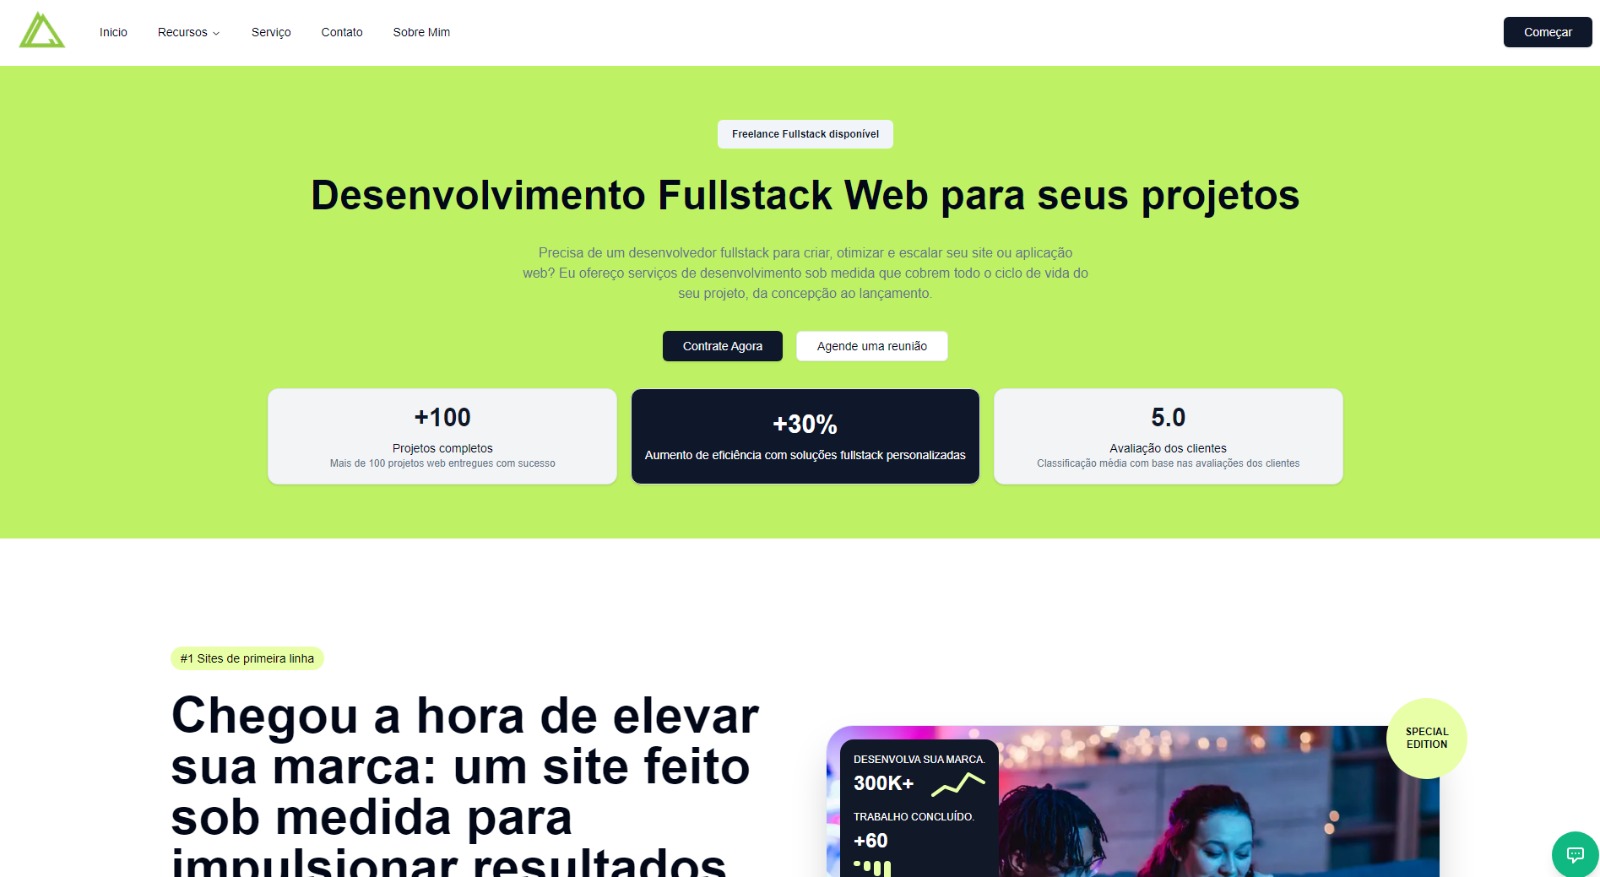 Inicio
Recursos
Serviço
Contato
Sobre Mim
Começar
Freelance Fullstack disponível
Desenvolvimento Fullstack Web para seus projetos
Precisa de um desenvolvedor fullstack para criar, otimizar e escalar seu site ou aplicação
web? Eu ofereço serviços de desenvolvimento sob medida que cobrem todo o ciclo de vida do
seu projeto, da concepção ao lançamento.
Contrate Agora
Agende uma reunião
+100
Projetos completos
Mais de 100 projetos web entregues com sucesso
+30%
Aumento de eficiência com soluções fullstack personalizadas
5.0
Avaliação dos clientes
Classificação média com base nas avaliações dos clientes
#1 Sites de primeira linha
Chegou a hora de elevar
sua marca: um site feito
sob medida para
impulsionar resultados
SPECIAL
EDITION
DESENVOLVA SUA MARCA.
300K+
TRABALHO CONCLUÍDO.
+60